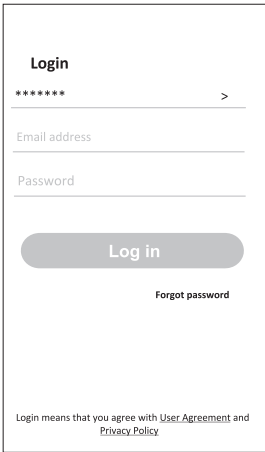 Login
******* >
Email address
Password
Log in
Forgot password
Login means that you agree with User Agreement and
Privacy Policy